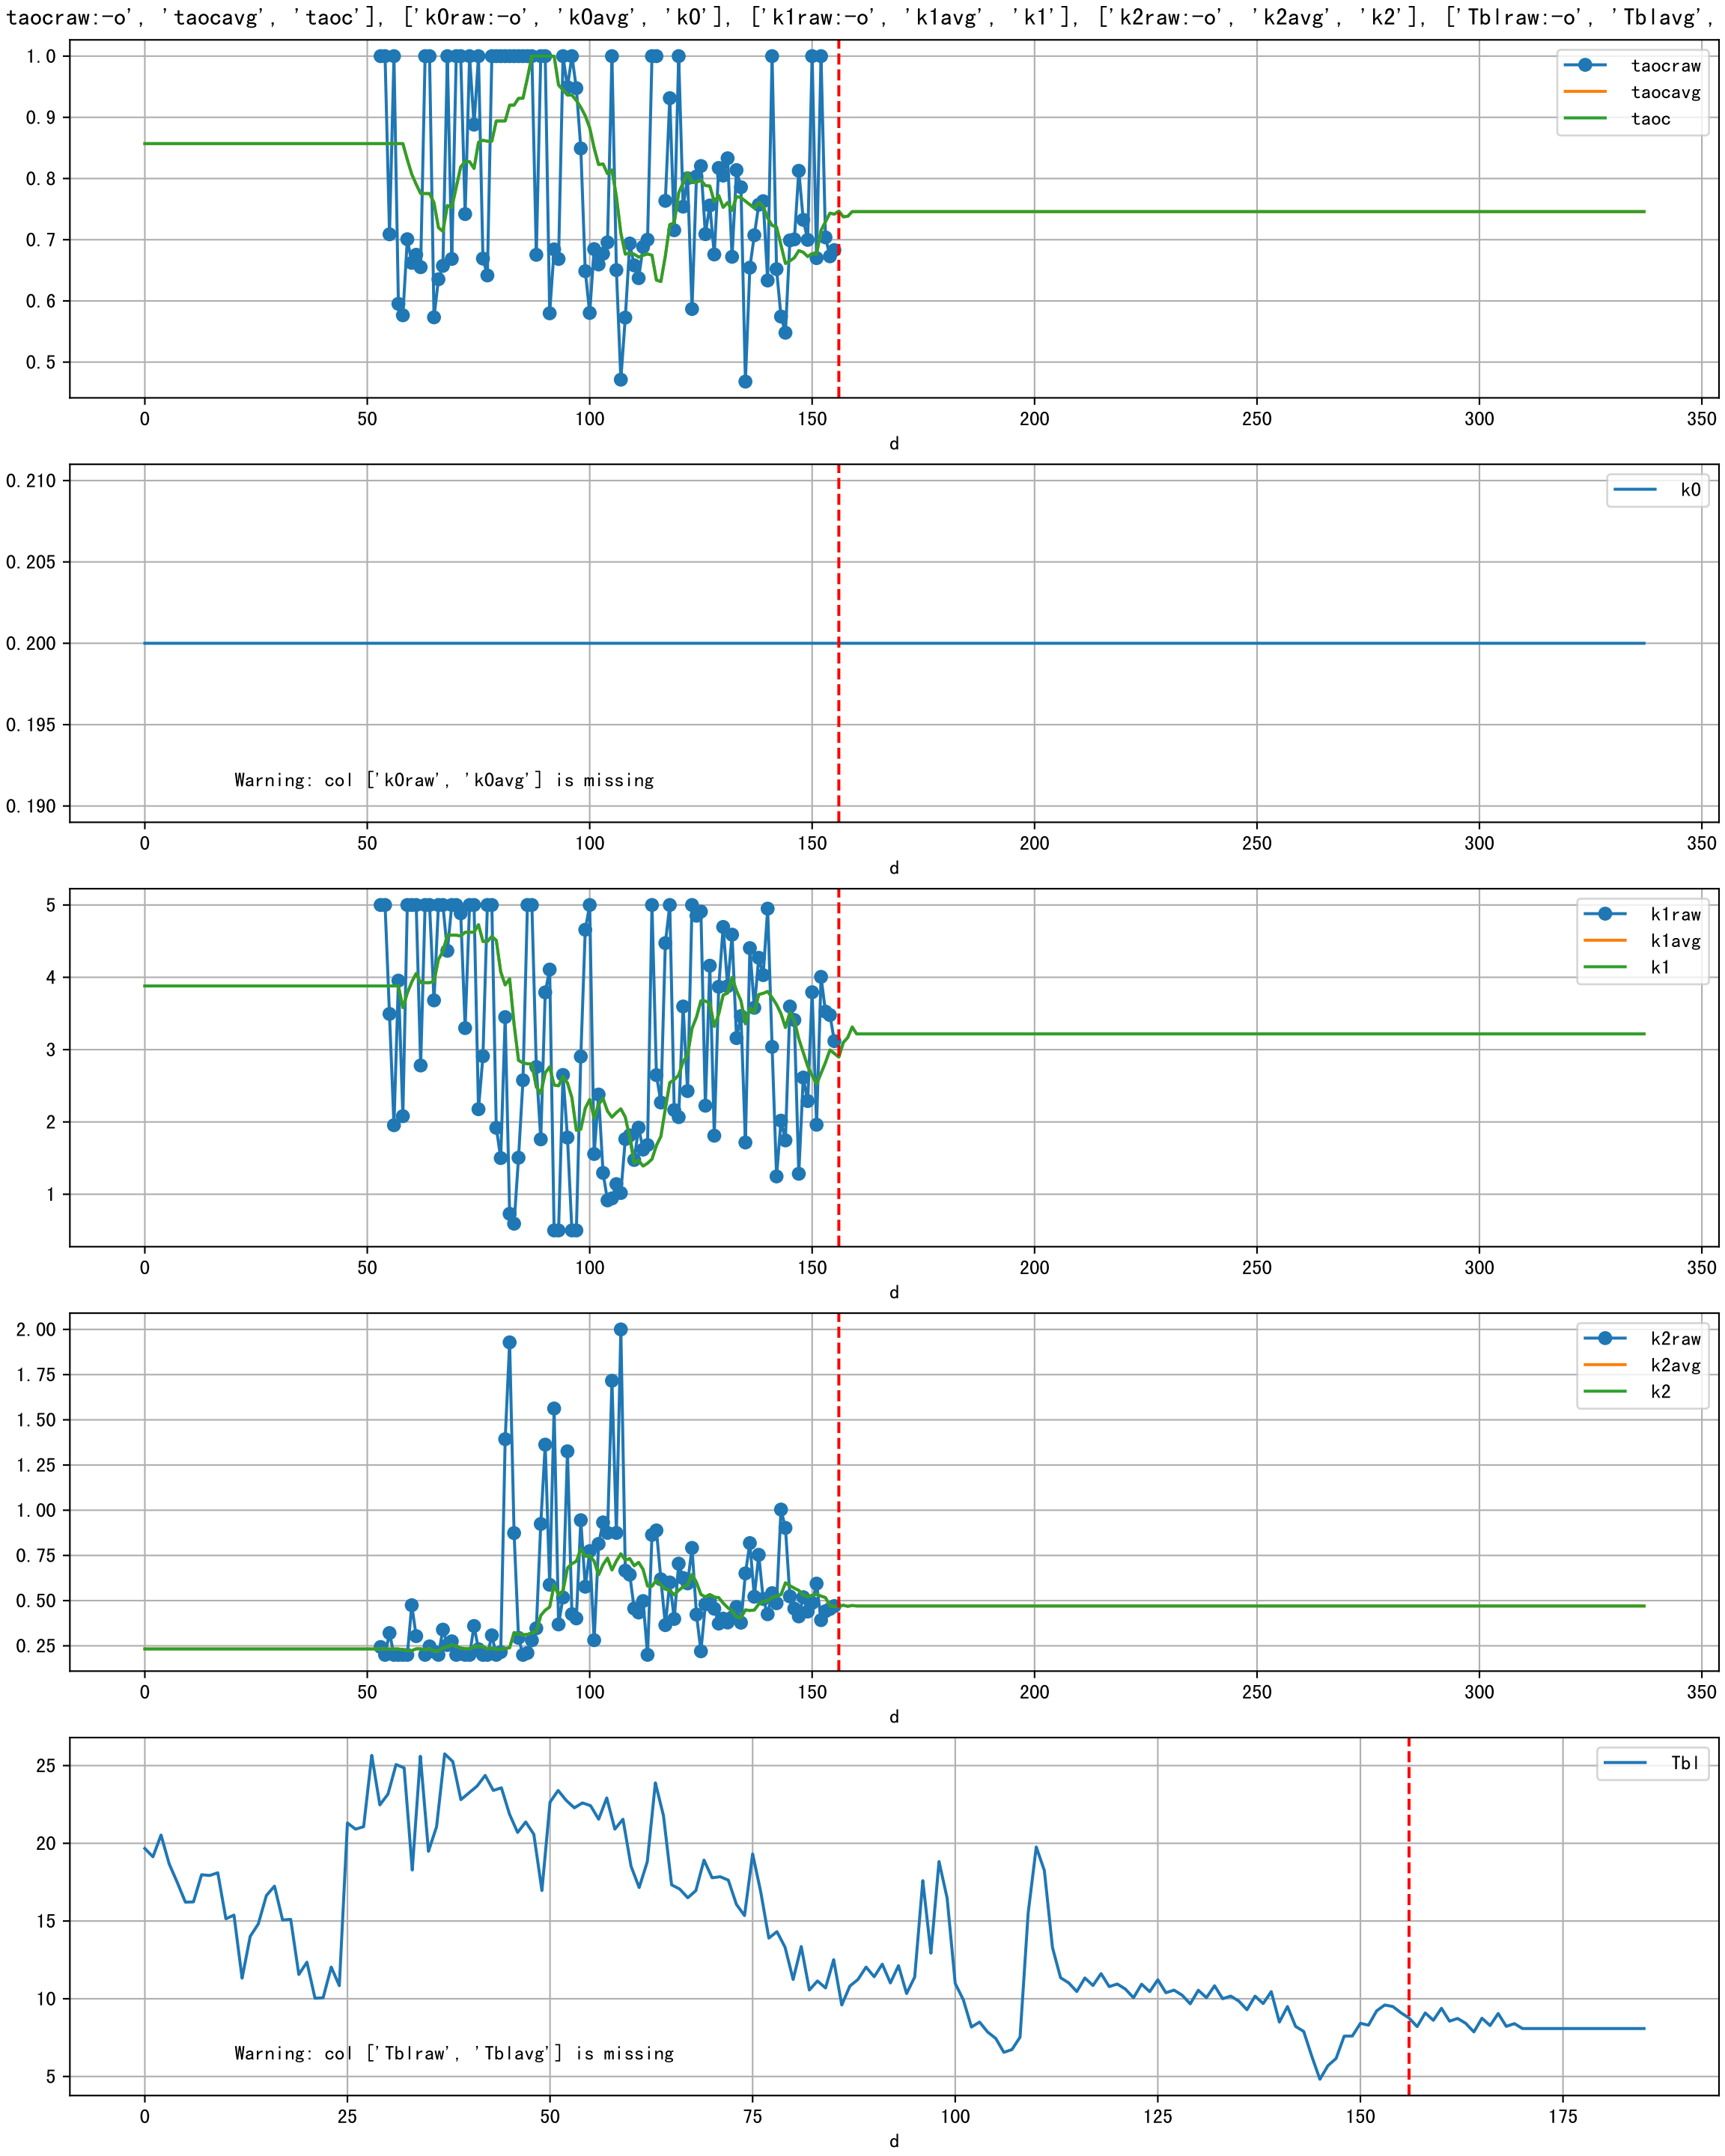 taocraw:-o', 'taocavg', 'taoc'], ['k0raw:-o', 'k0avg', 'k0'], ['k1raw:-o', 'k1avg', 'k1'], ['k2raw:-o', 'k2avg', 'k2'], ['Tblraw:-o', 'Tblavg',
1.0
0.9
0.8
0.7
0.6
0.5
taocraw
taocavg
taoc
0 50 100 150 200 250 300 350
d
0.210
0.205
0.200
0.195
0.190
k0
Warning: col ['k0raw', 'k0avg'] is missing
0 50 100 150 200 250 300 350
d
5
4
3
2
1
k1raw
k1avg
k1
0 50 100 150 200 250 300 350
d
2.00
1.75
1.50
1.25
1.00
0.75
0.50
0.25
k2raw
k2avg
k2
0 50 100 150 200 250 300 350
d
25
20
15
10
5
Tbl
Warning: col ['Tblraw', 'Tblavg'] is missing
0 25 50 75 100 125 150 175
d